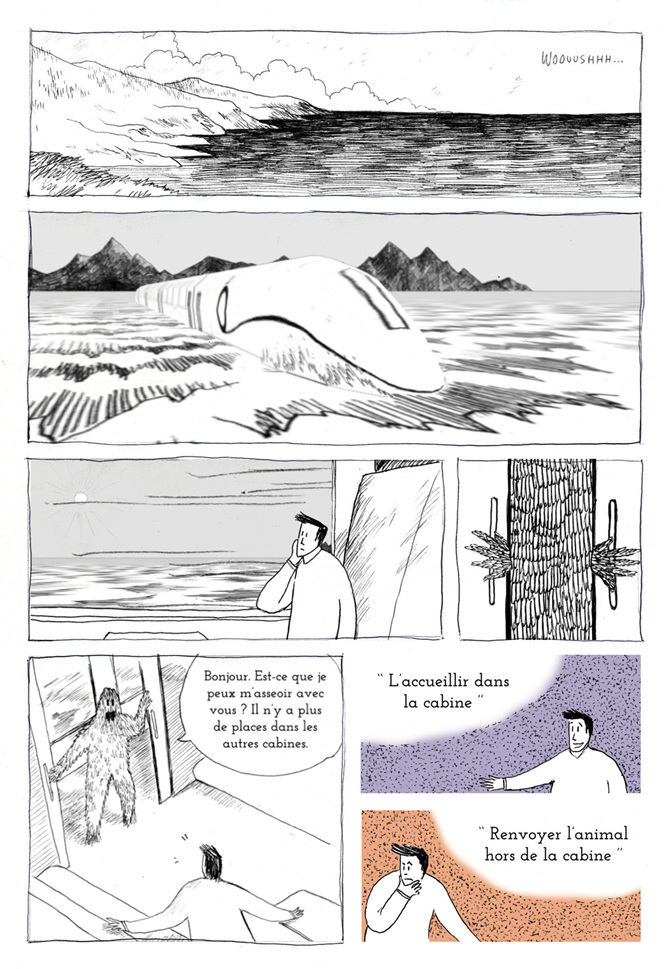 WOOUUSHHH...
Bonjour. Est-ce que je
peux m'asseoir avec
vous ? Il n'y a plus
de places dans les
autres cabines.
“ L'accueillir dans
la cabine ”
“ Renvoyer l'animal
hors de la cabine ”